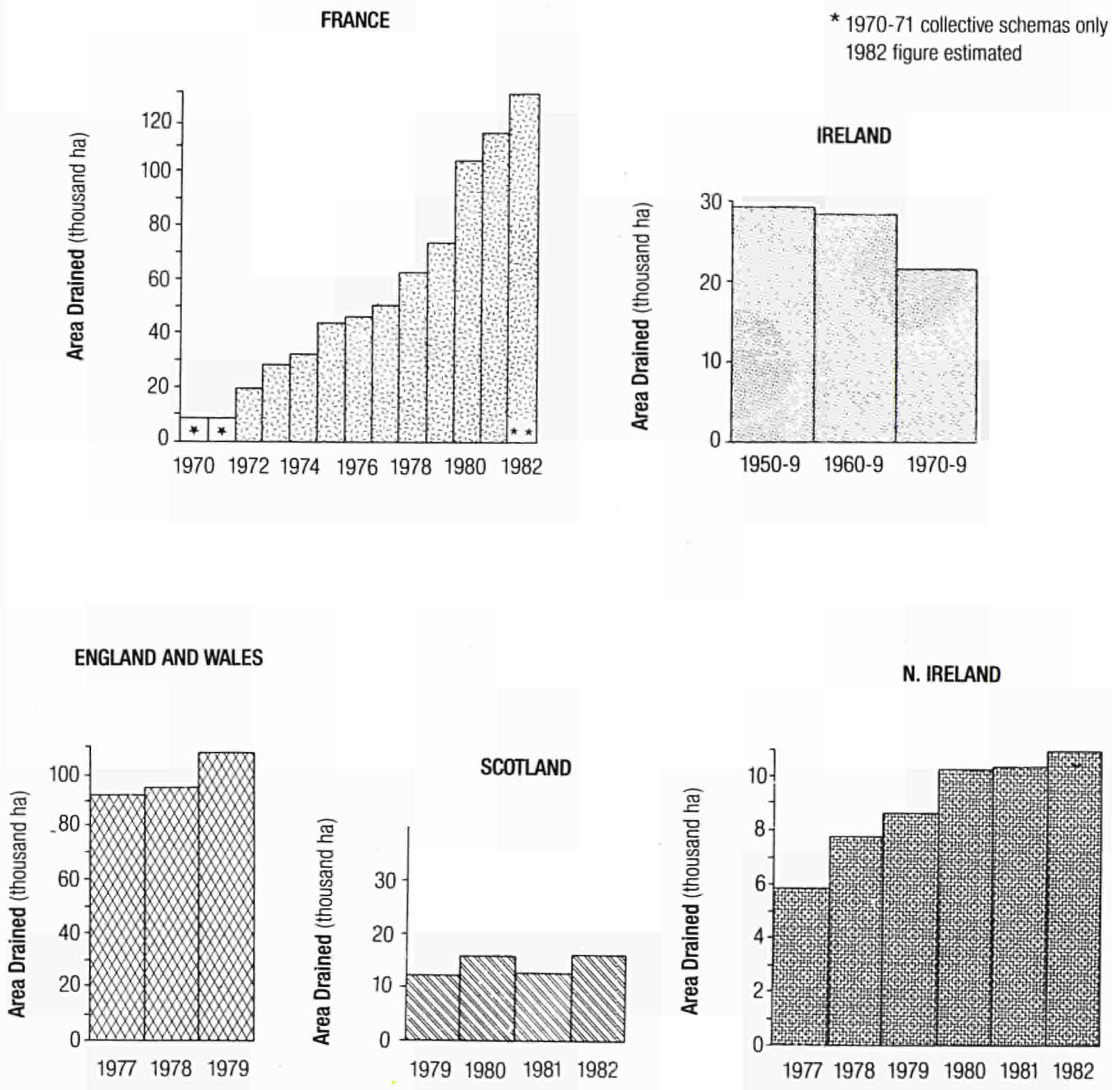 FRANCE
* 1970-71 collective schemas only
1982 figure estimated
Area Drained (thousand ha)
120
100
80
60
40
20
0
* * * *
1970 1972 1974 1976 1978 1980 1982
IRELAND
Area Drained (thousand ha)
30
20
10
0
1950-9 1960-9 1970-9
ENGLAND AND WALES
Area Drained (thousand ha)
100
80
60
40
20
0
1977 1978 1979
SCOTLAND
Area Drained (thousand ha)
30
20
10
0
1979 1980 1981 1982
N. IRELAND
Area Drained (thousand ha)
10
8
6
4
2
0
1977 1978 1979 1980 1981 1982